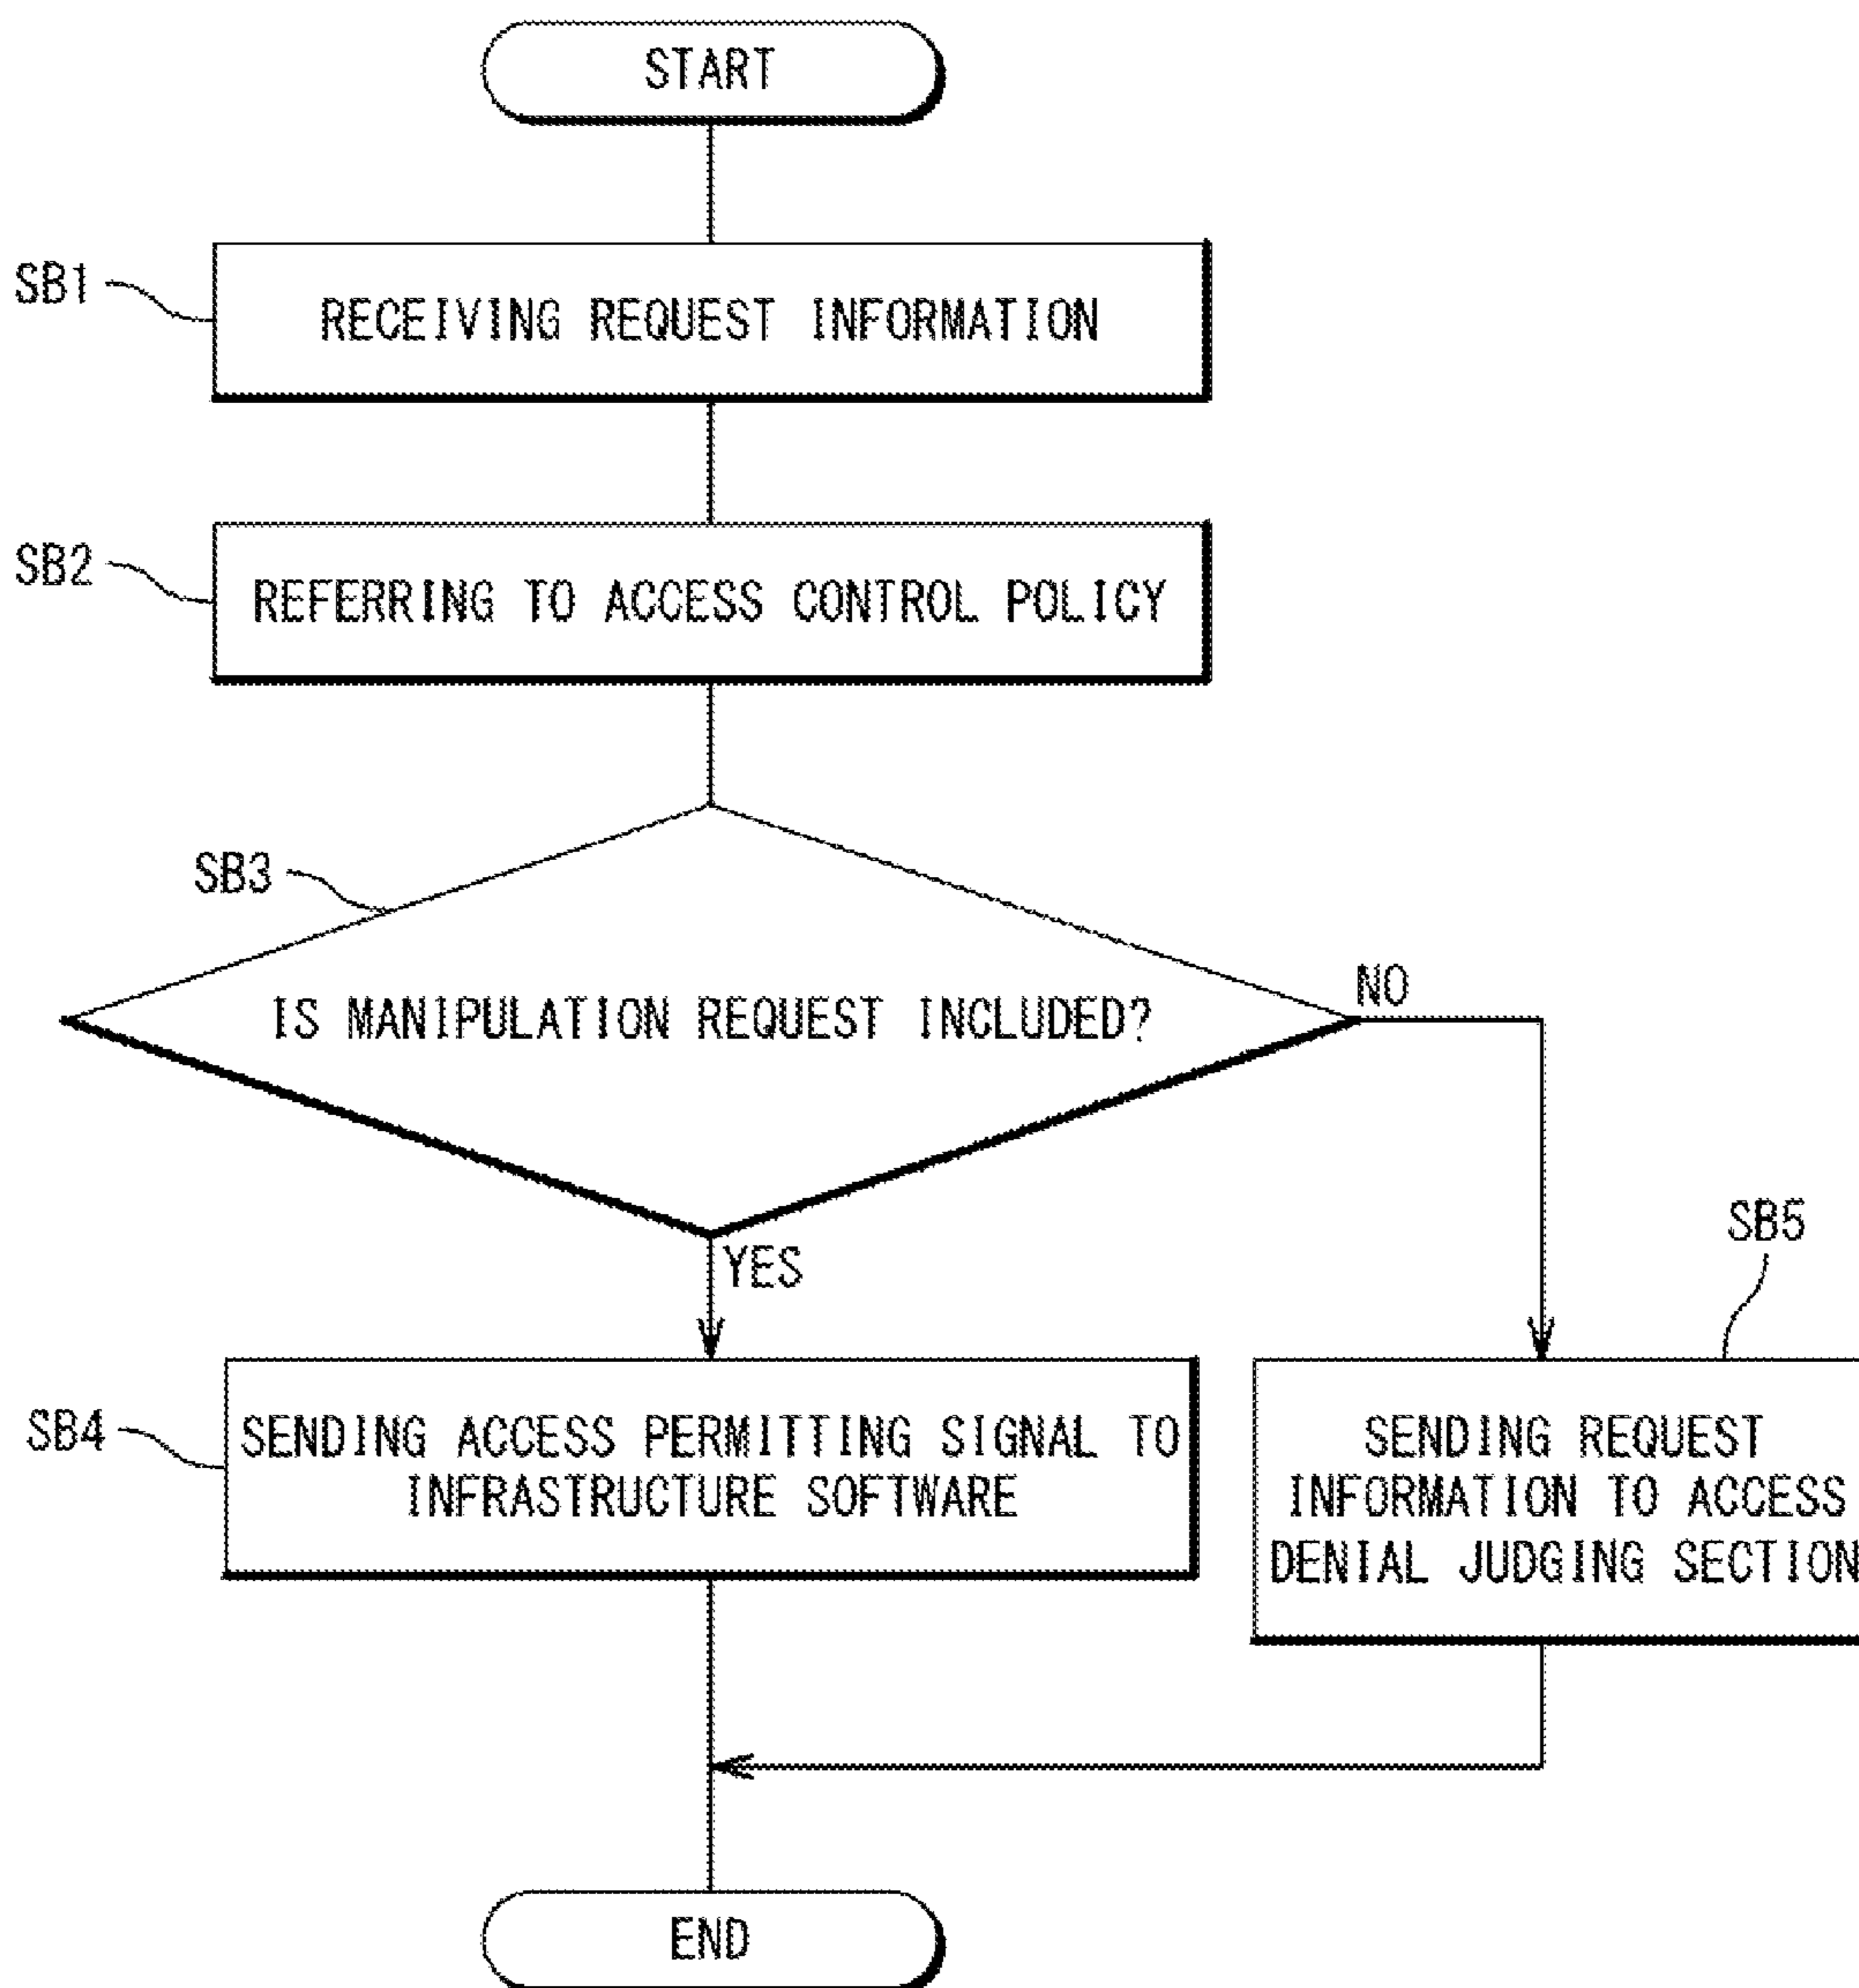 START
SB1
RECEIVING REQUEST INFORMATION
SB2
REFERRING TO ACCESS CONTROL POLICY
SB3
IS MANIPULATION REQUEST INCLUDED?
NO
YES
SB4
SENDING ACCESS PERMITTING SIGNAL TO
INFRASTRUCTURE SOFTWARE
SB5
SENDING REQUEST
INFORMATION TO ACCESS
DENIAL JUDGING SECTION
END